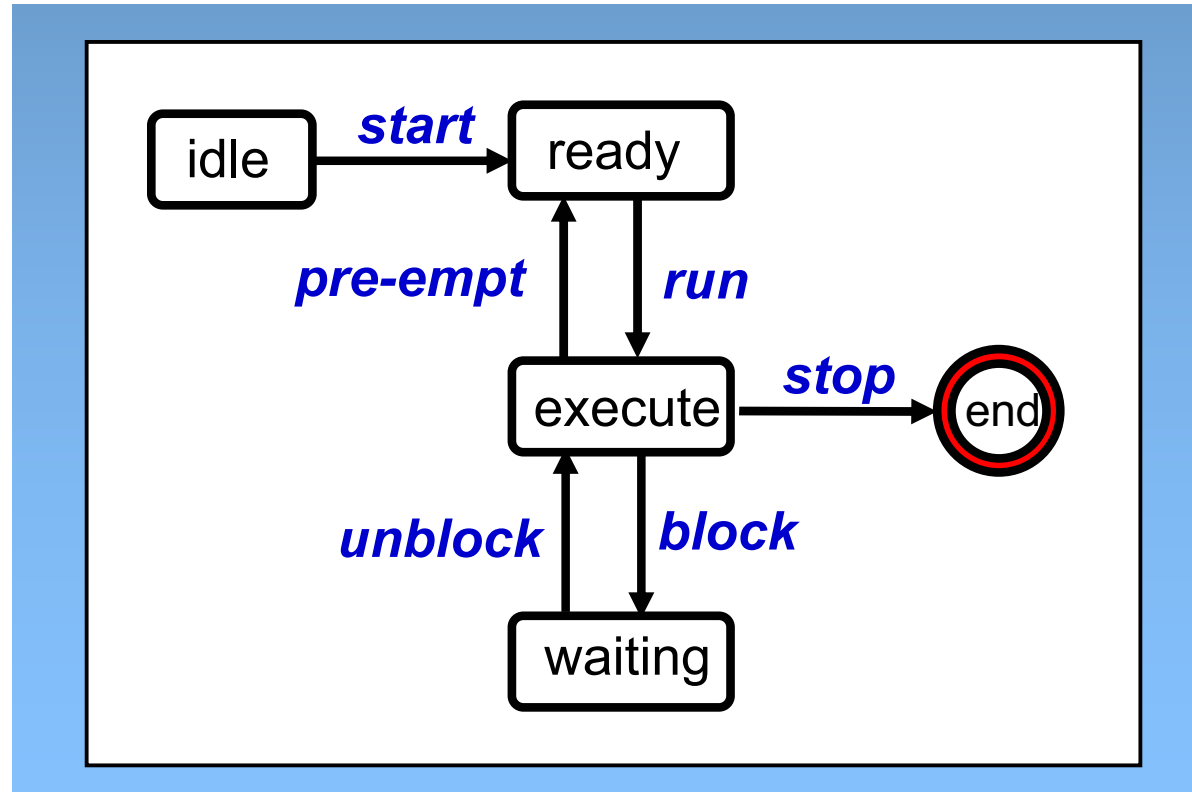 idle
start
ready
pre-empt
run
execute
stop
end
unblock
block
waiting